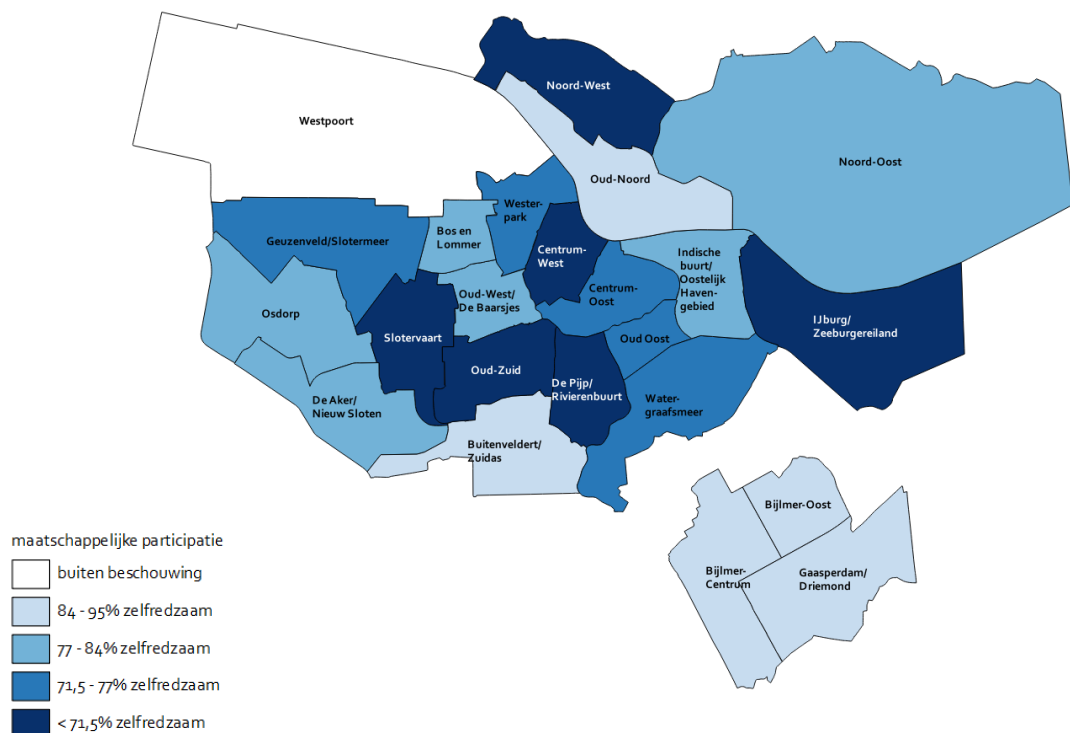 Noord-West
Westpoort
Noord-Oost
Oud-Noord
Wester-
park
Bos en
Lommer
Geuzenveld/Slotermeer
Centrum-
West
Indische
buurt/
Oostelijk
Haven-
gebied
Centrum-
Oost
Oud-West/
De Baarsjes
Osdorp
IJburg/
Zeeburgereiland
Slotervaart
Oud Oost
Oud-Zuid
De Pijp/
Rivierenbuurt
De Aker/
Nieuw Sloten
Water-
graafsmeer
Buitenveldert/
Zuidas
Bijlmer-Oost
Bijlmer-
Centrum
Gaasperdam/
Driemond
maatschappelijke participatie
buiten beschouwing
84 - 95% zelfredzaam
77 - 84% zelfredzaam
71,5 - 77% zelfredzaam
< 71,5% zelfredzaam